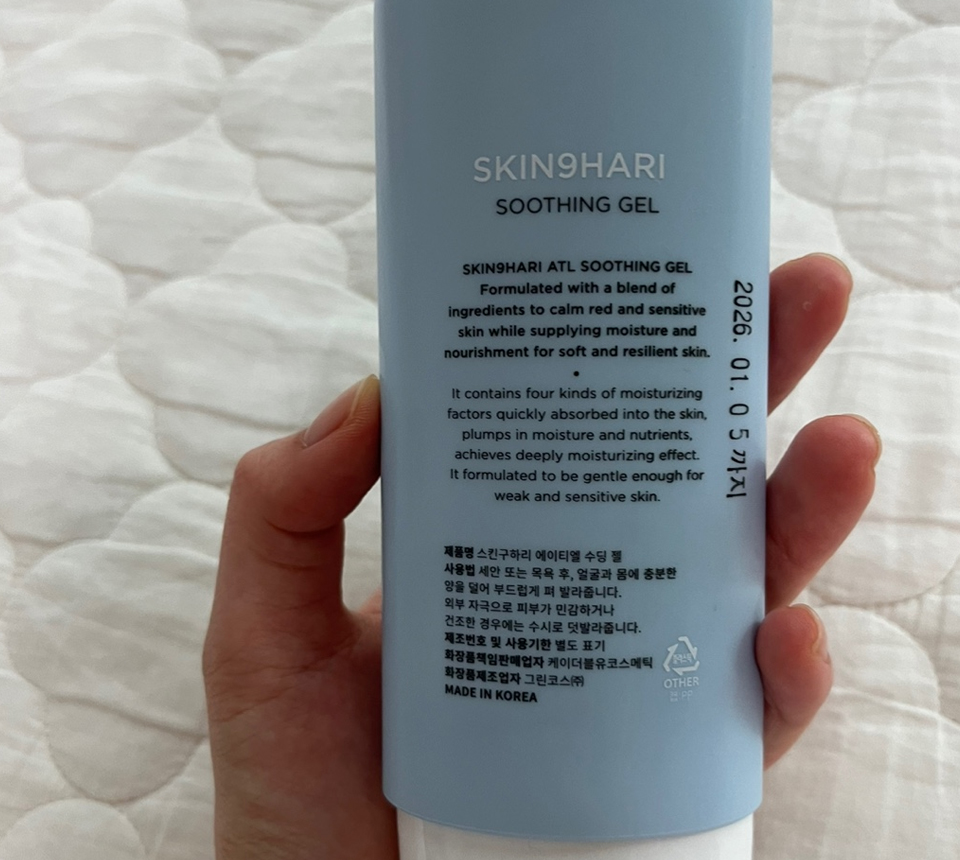 SKIN9HARI
SOOTHING GEL
SKIN9HARI ATL SOOTHING GEL
Formulated with a blend of
ingredients to calm red and sensitive
skin while supplying moisture and
nourishment for soft and resilient skin.
•
It contains four kinds of moisturizing
factors quickly absorbed into the skin,
plumps in moisture and nutrients,
achieves deeply moisturizing effect.
It formulated to be gentle enough for
weak and sensitive skin.
2026. 01. 05까지
제품명 스킨구하리 에이티엘 수딩 젤
사용법 세안 또는 목욕 후, 얼굴과 몸에 충분한
양을 덜어 부드럽게 펴 발라줍니다.
외부 자극으로 피부가 민감하거나
건조한 경우에는 수시로 덧발라줍니다.
제조번호 및 사용기한 별도 표기
화장품책임판매업자 케이더블유코스메틱
화장품제조업자 그린코스㈜
MADE IN KOREA
OTHER